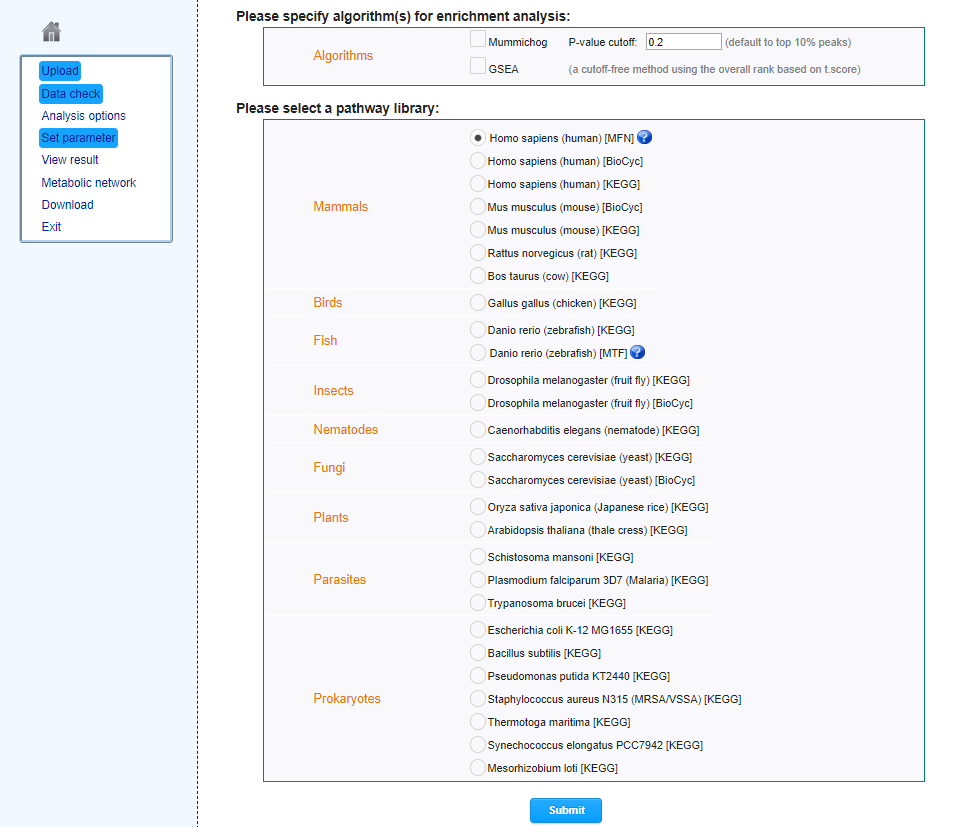 Upload
Data check
Analysis options
Set parameter
View result
Metabolic network
Download
Exit
Please specify algorithm(s) for enrichment analysis:
Algorithms
Mummichog P-value cutoff: 0.2 (default to top 10% peaks)
GSEA (a cutoff-free method using the overall rank based on t.score)
Please select a pathway library:
Mammals
Homo sapiens (human) [MFN] ?
Homo sapiens (human) [BioCyc]
Homo sapiens (human) [KEGG]
Mus musculus (mouse) [BioCyc]
Mus musculus (mouse) [KEGG]
Rattus norvegicus (rat) [KEGG]
Bos taurus (cow) [KEGG]
Birds
Gallus gallus (chicken) [KEGG]
Fish
Danio rerio (zebrafish) [KEGG]
Danio rerio (zebrafish) [MTF] ?
Insects
Drosophila melanogaster (fruit fly) [KEGG]
Drosophila melanogaster (fruit fly) [BioCyc]
Nematodes
Caenorhabditis elegans (nematode) [KEGG]
Fungi
Saccharomyces cerevisiae (yeast) [KEGG]
Saccharomyces cerevisiae (yeast) [BioCyc]
Plants
Oryza sativa japonica (Japanese rice) [KEGG]
Arabidopsis thaliana (thale cress) [KEGG]
Parasites
Schistosoma mansoni [KEGG]
Plasmodium falciparum 3D7 (Malaria) [KEGG]
Trypanosoma brucei [KEGG]
Prokaryotes
Escherichia coli K-12 MG1655 [KEGG]
Bacillus subtilis [KEGG]
Pseudomonas putida KT2440 [KEGG]
Staphylococcus aureus N315 (MRSA/VSSA) [KEGG]
Thermotoga maritima [KEGG]
Synechococcus elongatus PCC7942 [KEGG]
Mesorhizobium loti [KEGG]
Submit